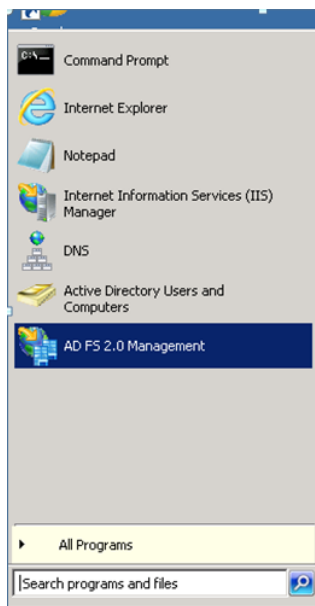 C:\_
Command Prompt
Internet Explorer
Notepad
Internet Information Services (IIS)
Manager
DNS
Active Directory Users and
Computers
AD FS 2.0 Management
All Programs
Search programs and files